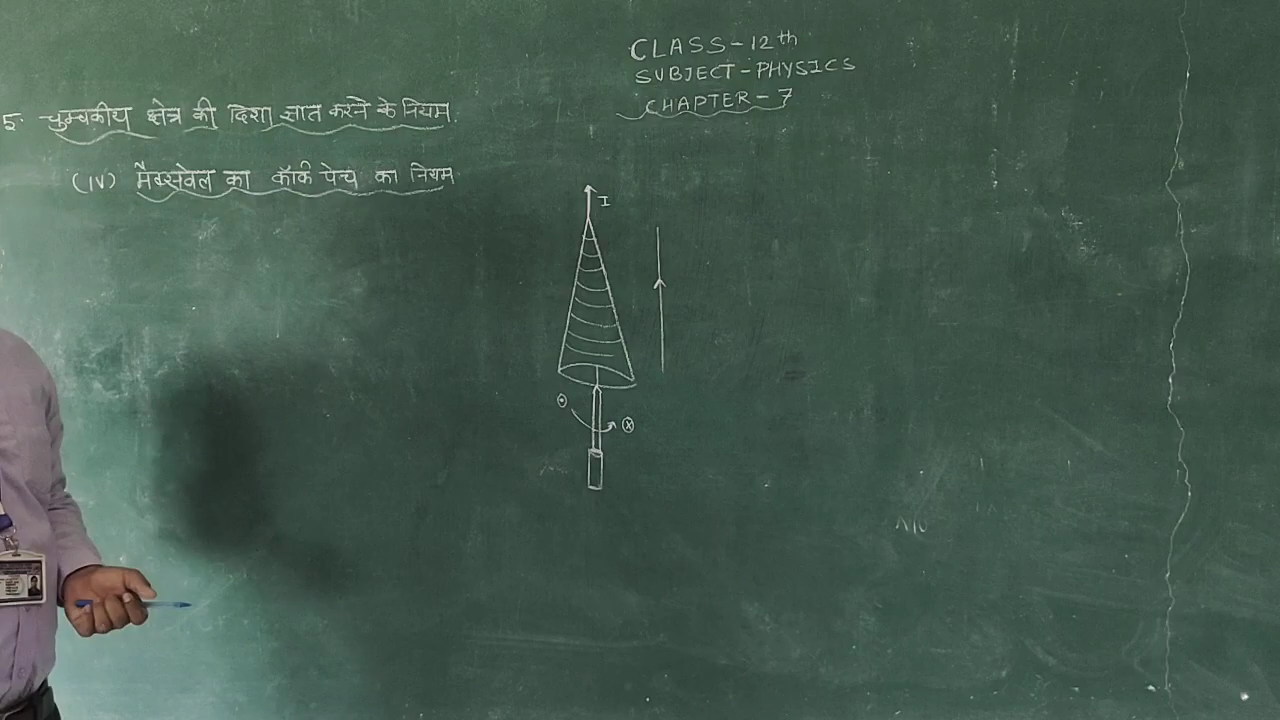 CLASS-12th
SUBJECT-PHYSICS
CHAPTER-7
5. चुम्बकीय क्षेत्र की दिशा ज्ञात करने के नियम.
(IV) मैक्सवेल का कॉर्क पेंच का नियम
I